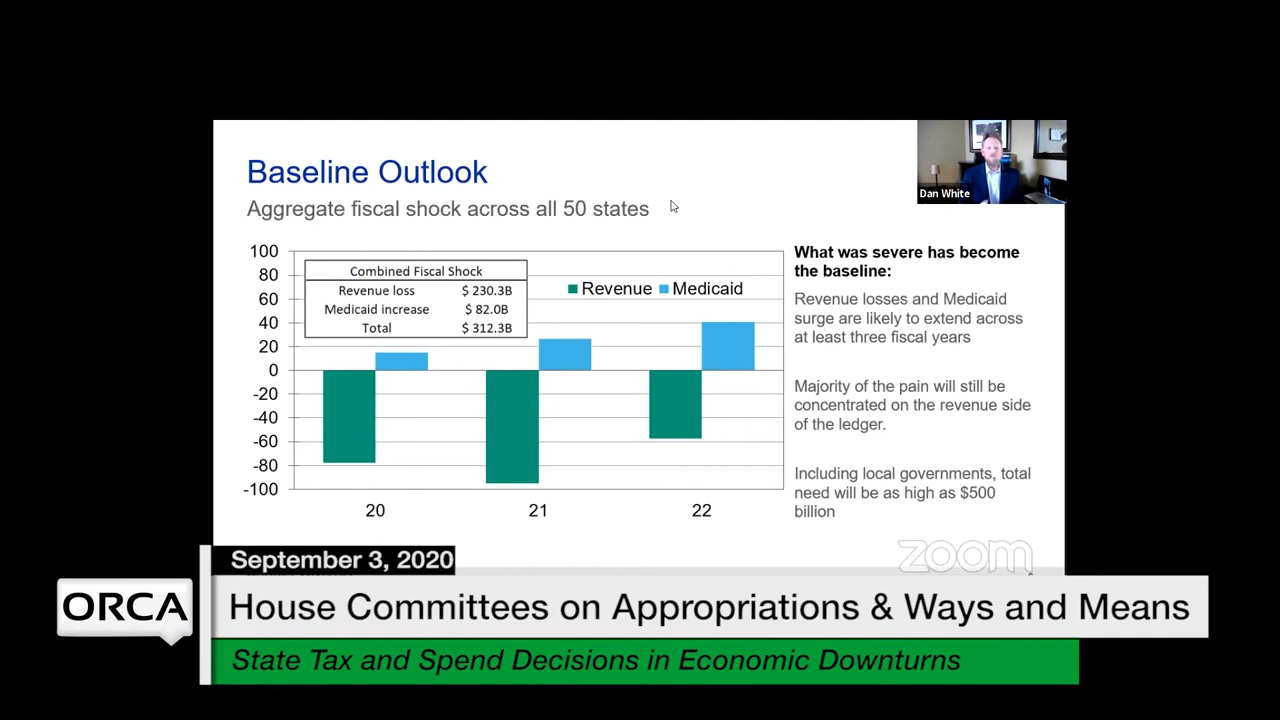 Baseline Outlook
Aggregate fiscal shock across all 50 states
Dan White
100
80
60
40
20
0
-20
-40
-60
-80
-100
Combined Fiscal Shock
Revenue loss $ 230.3B
Medicaid increase $ 82.0B
Total $ 312.3B
Revenue Medicaid
20 21 22
What was severe has become
the baseline:
Revenue losses and Medicaid
surge are likely to extend across
at least three fiscal years
Majority of the pain will still be
concentrated on the revenue side
of the ledger.
Including local governments, total
need will be as high as $500
billion
zoom
September 3, 2020
ORCA
House Committees on Appropriations & Ways and Means
State Tax and Spend Decisions in Economic Downturns